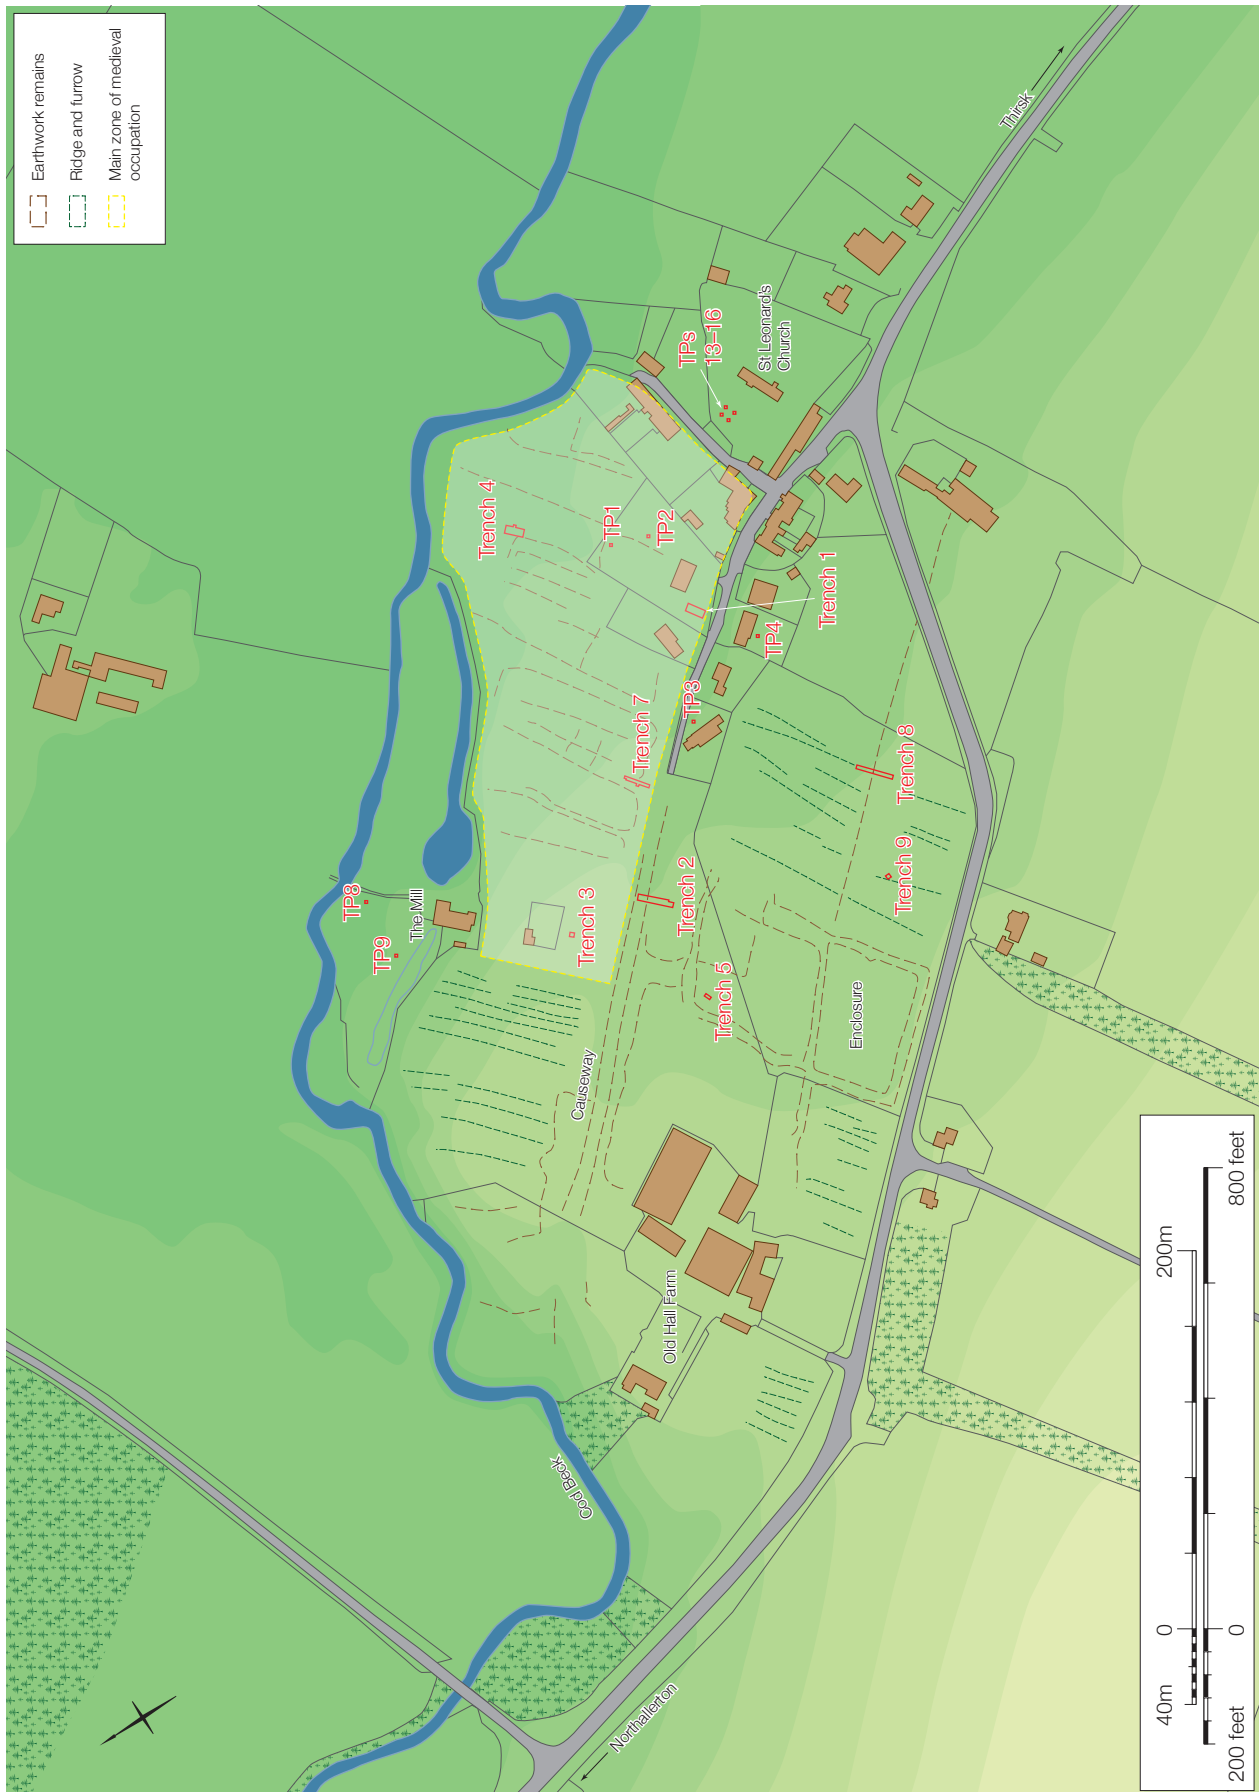 Earthwork remains
Ridge and furrow
Main zone of medieval
occupation
Thirsk
TPs
13–16
St Leonard's
Church
Trench 4
TP1
TP2
Trench 1
TP4
TP3
Trench 7
Trench 8
Trench 9
Trench 2
Trench 3
Trench 5
TP8
TP9
The Mill
Enclosure
Causeway
Old Hall Farm
Cod Beck
Northallerton
40m
0
200m
200 feet
0
800 feet